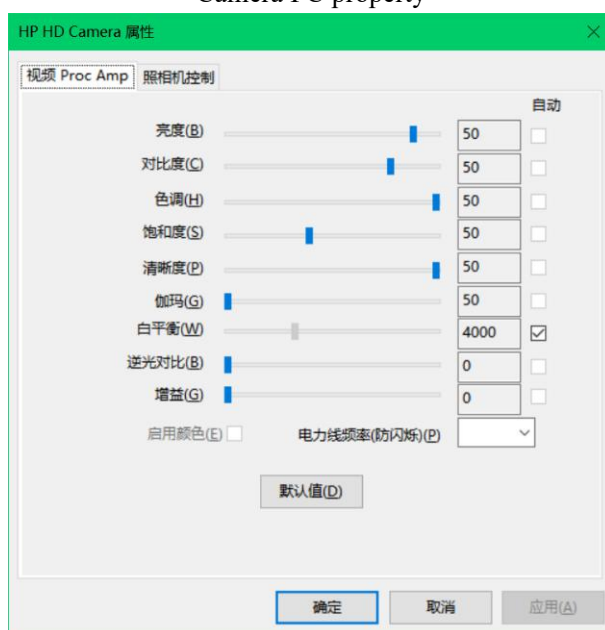 Camera PC property
HP HD Camera 属性
视频 Proc Amp 照相机控制
自动
亮度(B) 50
对比度(C) 50
色调(H) 50
饱和度(S) 50
清晰度(P) 50
伽玛(G) 50
白平衡(W) 4000
逆光对比(B) 0
增益(G) 0
启用颜色(E) 电力线频率(防闪烁)(P)
默认值(D)
确定 取消 应用(A)